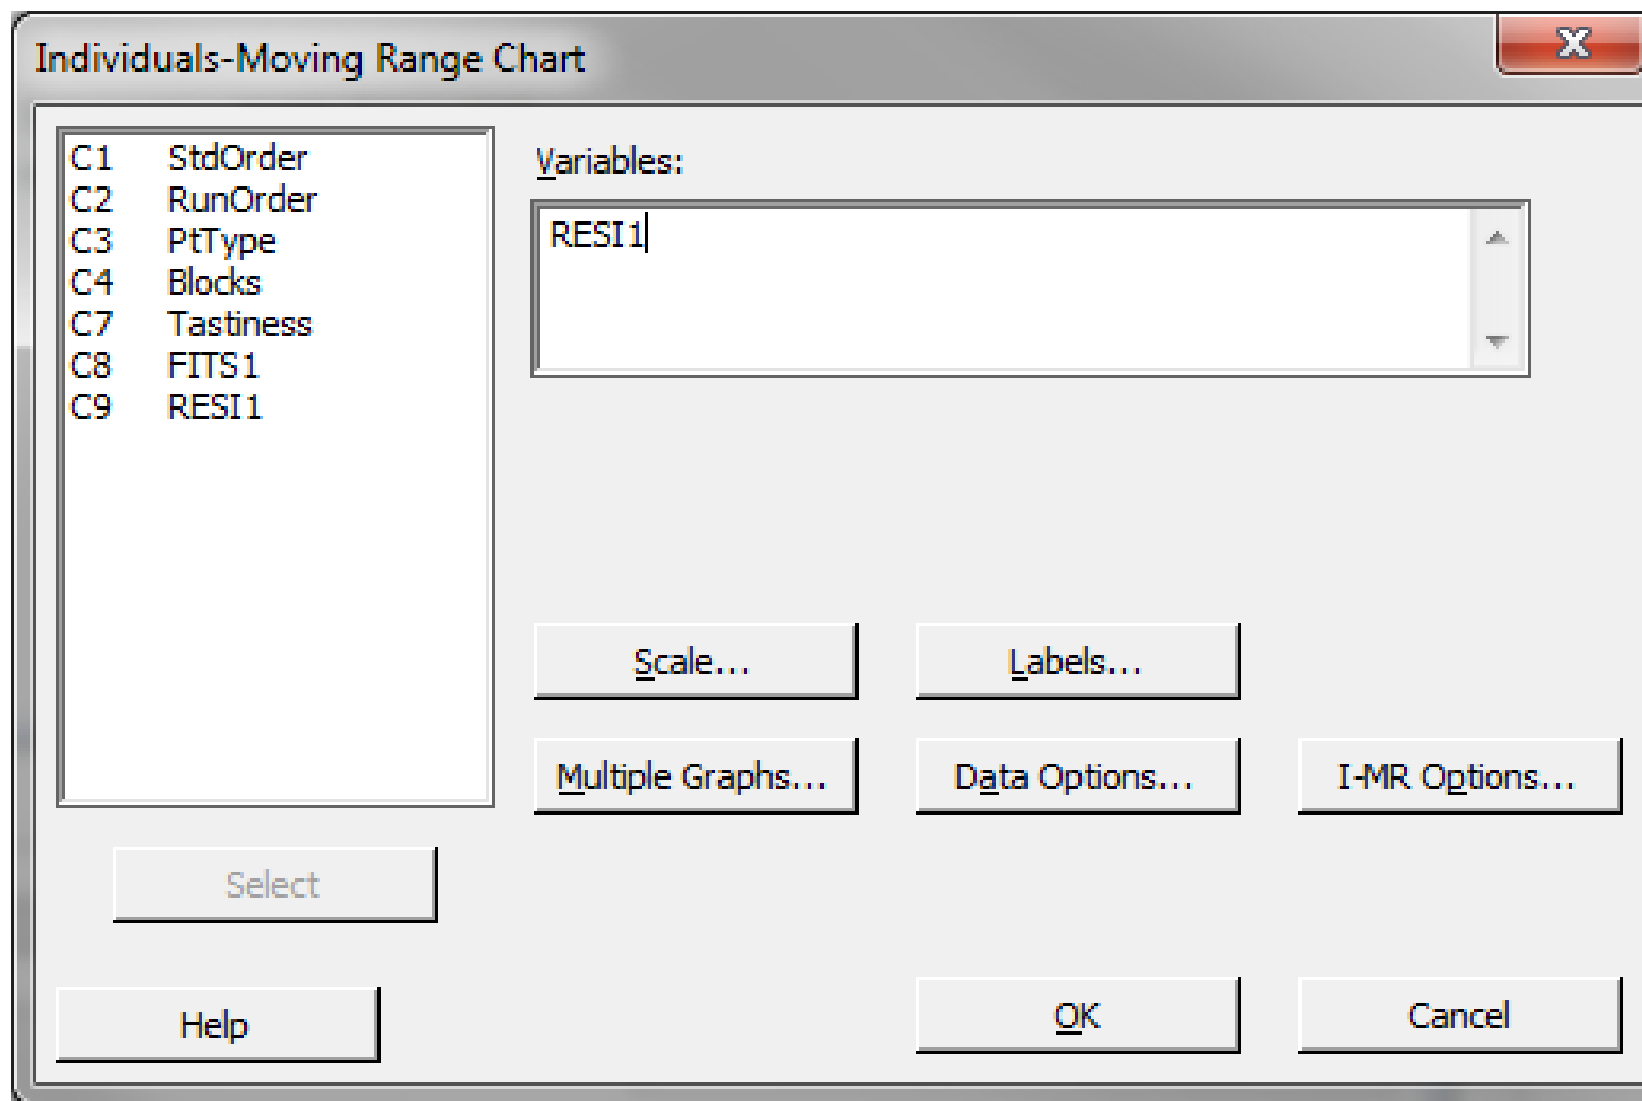 Individuals-Moving Range Chart
C1 StdOrder
C2 RunOrder
C3 PtType
C4 Blocks
C7 Tastiness
C8 FITS1
C9 RESI1
Variables:
RESI1
Scale...
Labels...
Multiple Graphs...
Data Options...
I-MR Options...
Select
Help
OK
Cancel